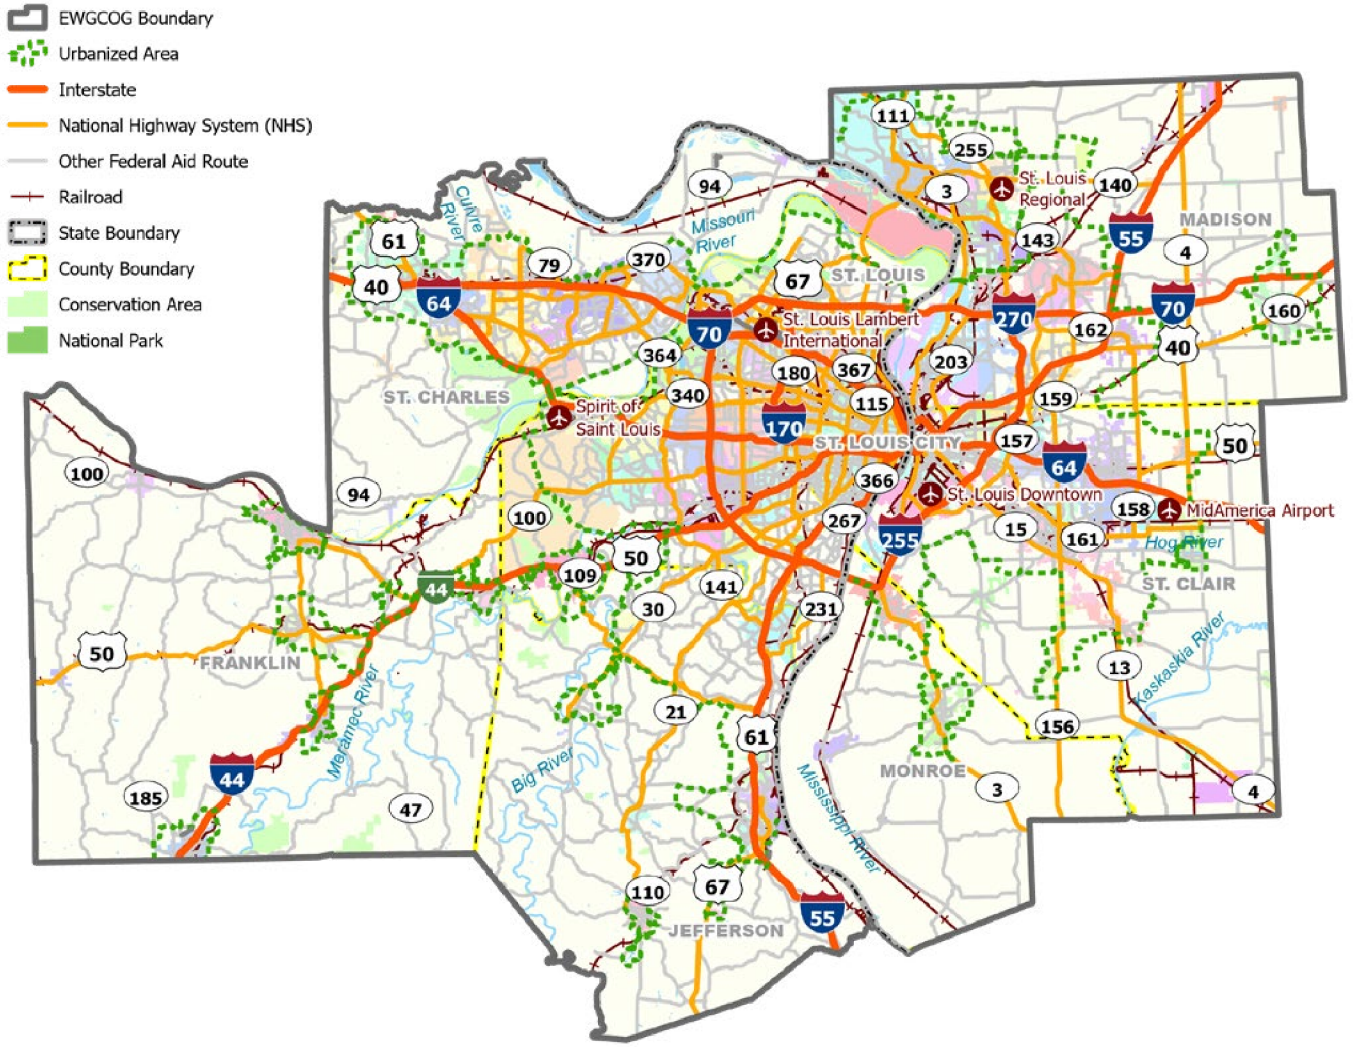 EWGCOG Boundary
Urbanized Area
Interstate
National Highway System (NHS)
Other Federal Aid Route
Railroad
State Boundary
County Boundary
Conservation Area
National Park
111
255
3
St. Louis
Regional
140
94
Cuivre
River
Missouri
River
61
79
370
67
ST. LOUIS
143
55
MADISON
4
40
64
70
St. Louis Lambert
International
270
162
70
160
40
364
180
367
203
ST. CHARLES
340
115
159
Spirit of
Saint Louis
170
ST. LOUIS CITY
157
64
50
100
94
366
St. Louis Downtown
158
MidAmerica Airport
100
267
255
15
161
Hog River
50
109
44
141
30
231
ST. CLAIR
50
FRANKLIN
13
Kaskaskia River
Meramec River
21
61
156
44
Big River
MONROE
3
4
185
47
Mississippi River
110
67
55
JEFFERSON